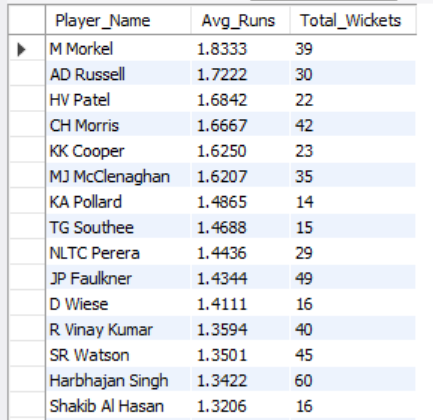 Player_Name Avg_Runs Total_Wickets
M Morkel 1.8333 39
AD Russell 1.7222 30
HV Patel 1.6842 22
CH Morris 1.6667 42
KK Cooper 1.6250 23
MJ McClenaghan 1.6207 35
KA Pollard 1.4865 14
TG Southee 1.4688 15
NLTC Perera 1.4436 29
JP Faulkner 1.4344 49
D Wiese 1.4111 16
R Vinay Kumar 1.3594 40
SR Watson 1.3501 45
Harbhajan Singh 1.3422 60
Shakib Al Hasan 1.3206 16